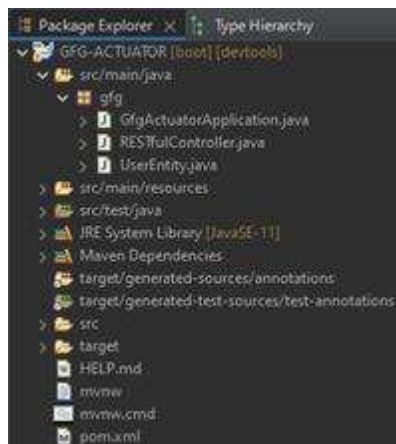 Package Explorer Type Hierarchy
GFG-ACTUATOR [boot] [devtools]
src/main/java
gfg
GfgActuatorApplication.java
RESTfulController.java
UserEntity.java
src/main/resources
src/test/java
JRE System Library [JavaSE-11]
Maven Dependencies
target/generated-sources/annotations
target/generated-test-sources/test-annotations
src
target
HELP.md
mvnw
mvnw.cmd
pom.xml